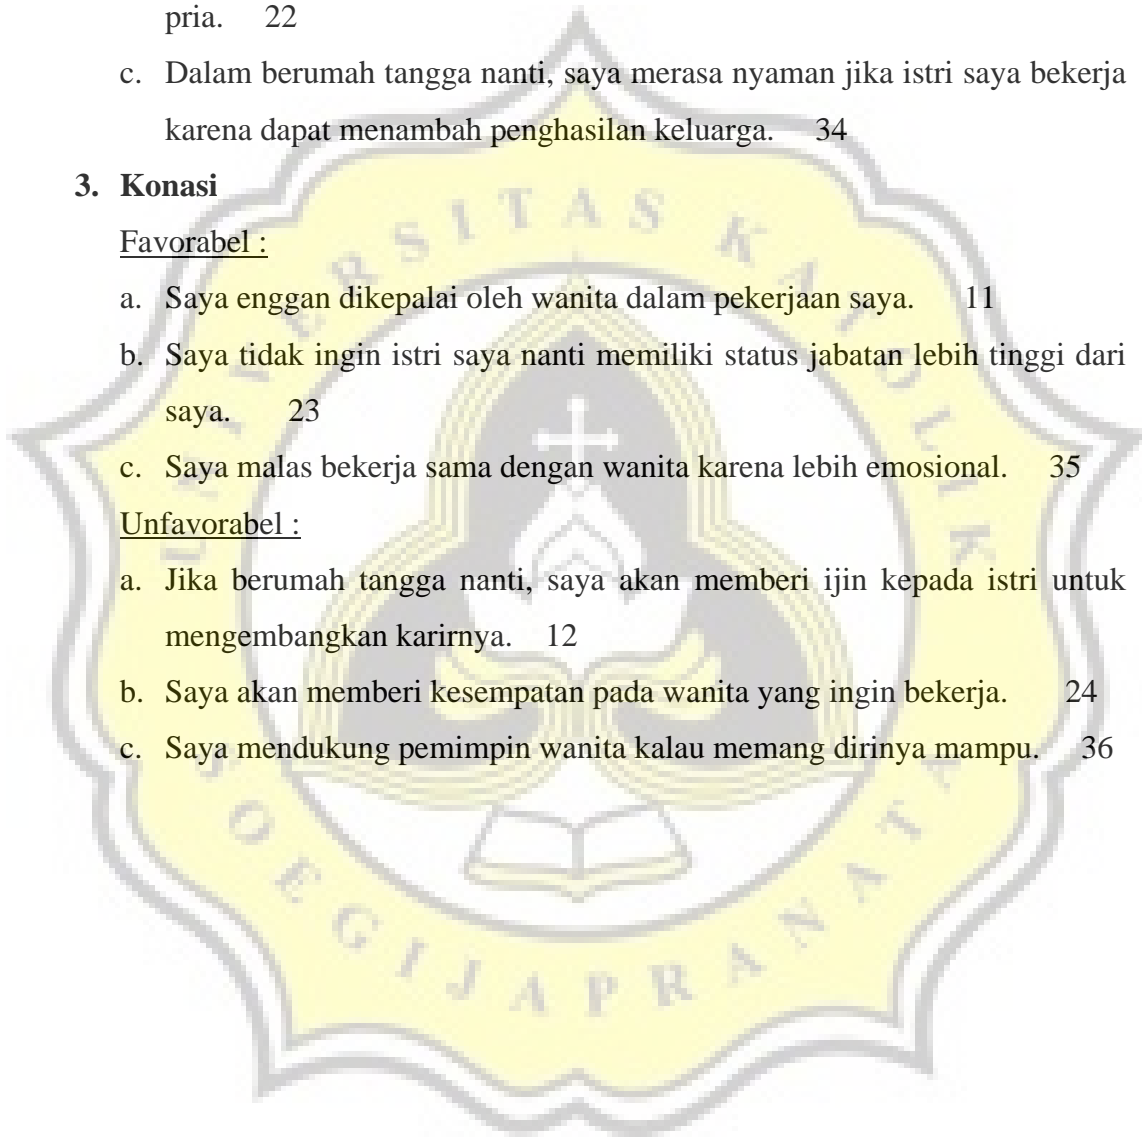 pria. 22
c. Dalam berumah tangga nanti, saya merasa nyaman jika istri saya bekerja
karena dapat menambah penghasilan keluarga. 34
3. Konasi
Favorabel :
a. Saya enggan dikepalai oleh wanita dalam pekerjaan saya. 11
b. Saya tidak ingin istri saya nanti memiliki status jabatan lebih tinggi dari
saya. 23
c. Saya malas bekerja sama dengan wanita karena lebih emosional. 35
Unfavorabel :
a. Jika berumah tangga nanti, saya akan memberi ijin kepada istri untuk
mengembangkan karirnya. 12
b. Saya akan memberi kesempatan pada wanita yang ingin bekerja. 24
c. Saya mendukung pemimpin wanita kalau memang dirinya mampu. 36
UNIVERSITAS KATOLIK
SOEGIJAPRANATA